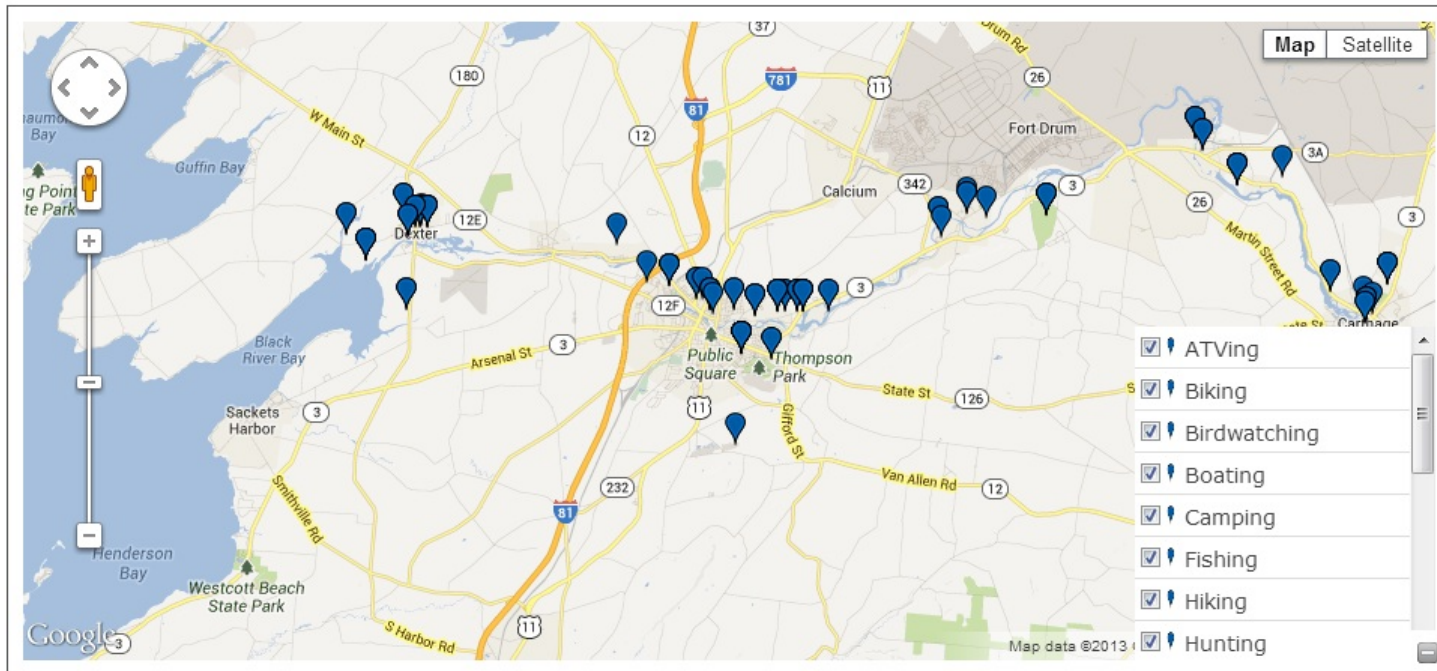 Map
Satellite
37
Drum Rd
180
781
11
26
81
W Main St
12
Fort Drum
Bay
Guffin Bay
3A
Calcium
342
3
26
3
Dexter
12E
Martin Street Rd
12F
3
Carthage
Black
River Bay
Arsenal St
3
Public
Square
Thompson
Park
State St
126
Sackets
Harbor
3
11
Gifford St
Van Allen Rd
12
232
81
Smithville Rd
Henderson
Bay
Westcott Beach
State Park
S Harbor Rd
11
3
Google
Map data ©2013
ATVing
Biking
Birdwatching
Boating
Camping
Fishing
Hiking
Hunting